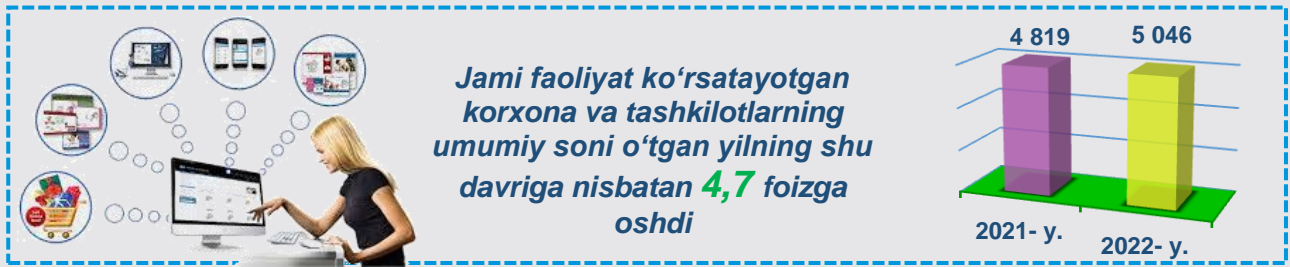 Jami faoliyat ko‘rsatayotgan
korxona va tashkilotlarning
umumiy soni o‘tgan yilning shu
davriga nisbatan 4,7 foizga
oshdi
4 819
5 046
2021- y.
2022- y.